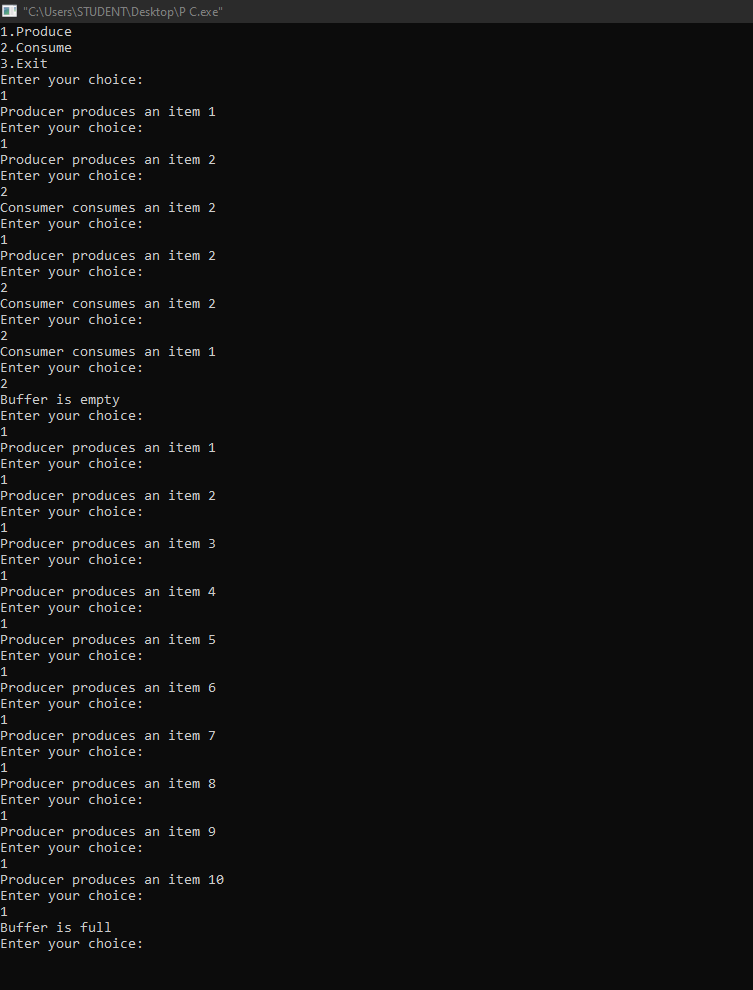 "C:\Users\STUDENT\Desktop\P C.exe"
1.Produce
2.Consume
3.Exit
Enter your choice:
1
Producer produces an item 1
Enter your choice:
1
Producer produces an item 2
Enter your choice:
2
Consumer consumes an item 2
Enter your choice:
1
Producer produces an item 2
Enter your choice:
2
Consumer consumes an item 2
Enter your choice:
2
Consumer consumes an item 1
Enter your choice:
2
Buffer is empty
Enter your choice:
1
Producer produces an item 1
Enter your choice:
1
Producer produces an item 2
Enter your choice:
1
Producer produces an item 3
Enter your choice:
1
Producer produces an item 4
Enter your choice:
1
Producer produces an item 5
Enter your choice:
1
Producer produces an item 6
Enter your choice:
1
Producer produces an item 7
Enter your choice:
1
Producer produces an item 8
Enter your choice:
1
Producer produces an item 9
Enter your choice:
1
Producer produces an item 10
Enter your choice:
1
Buffer is full
Enter your choice: